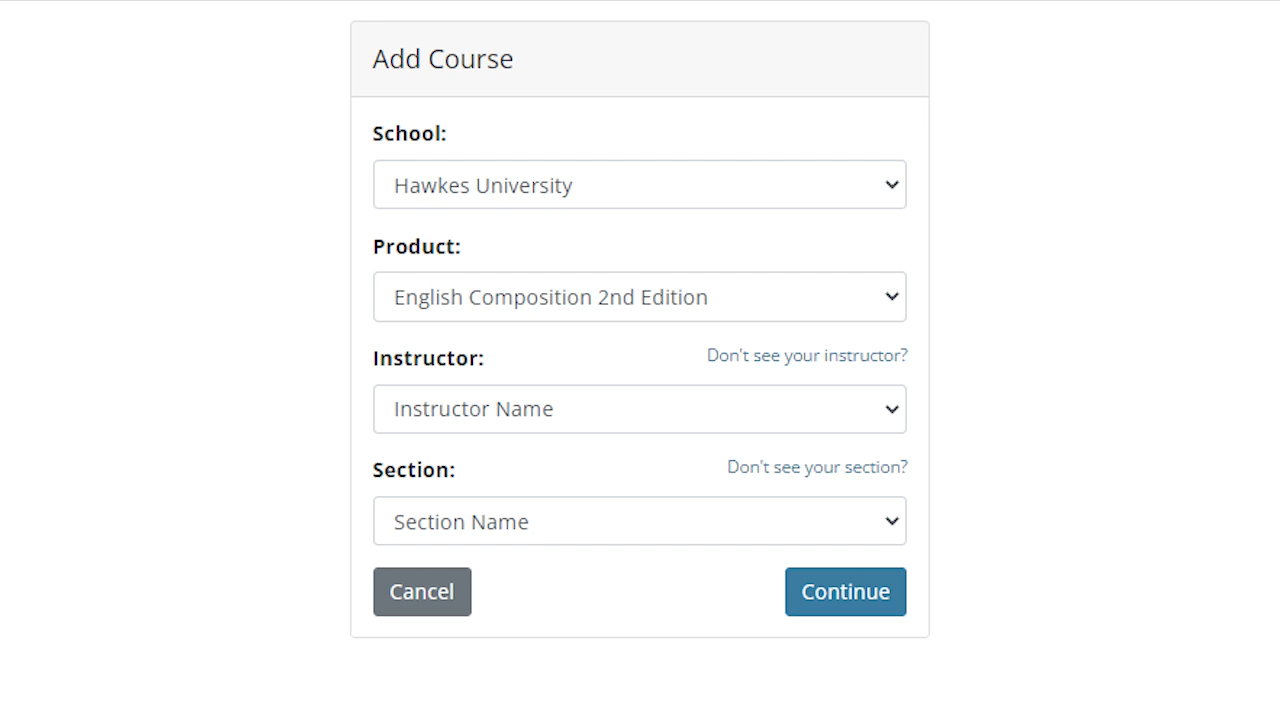 Add Course
School:
Hawkes University
Product:
English Composition 2nd Edition
Instructor:
Don't see your instructor?
Instructor Name
Section:
Don't see your section?
Section Name
Cancel
Continue